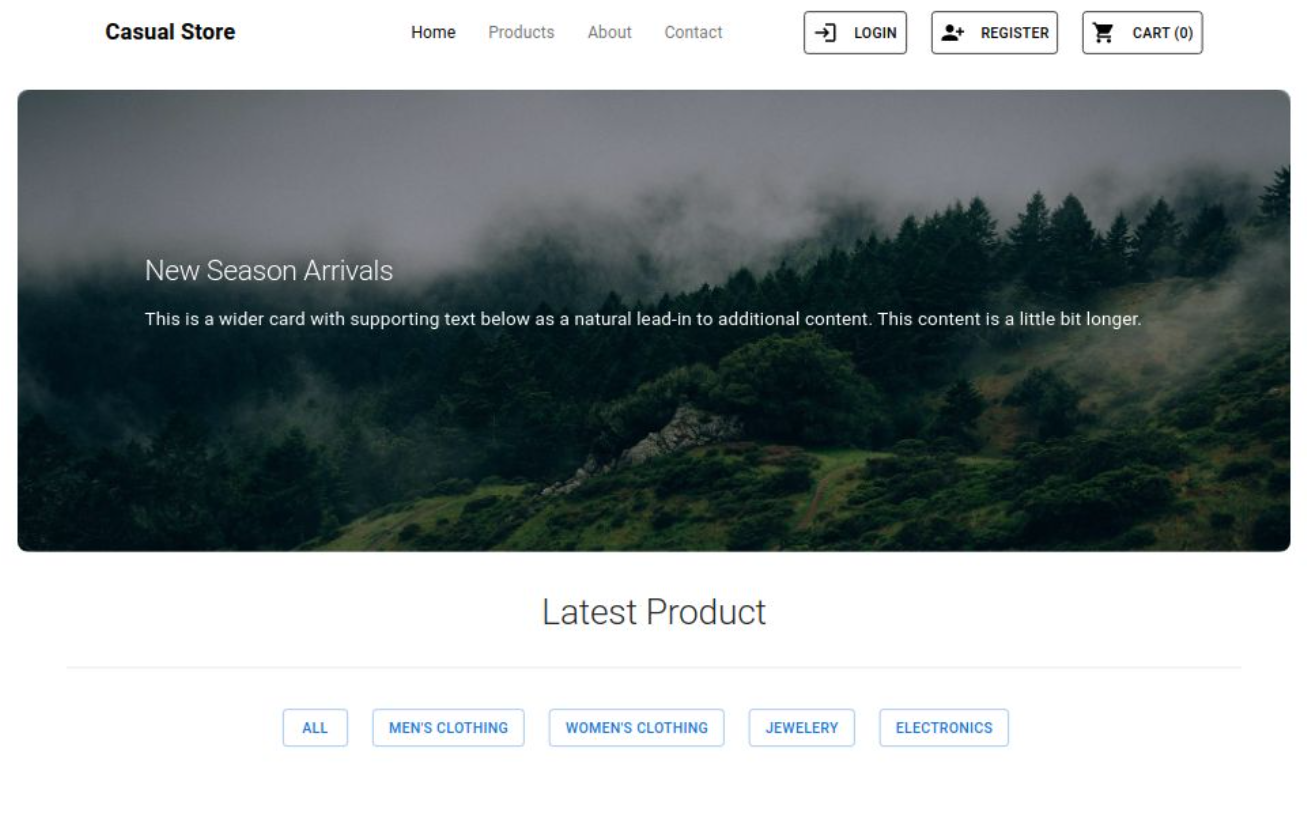 Casual Store Home Products About Contact LOGIN REGISTER CART (0)
New Season Arrivals
This is a wider card with supporting text below as a natural lead-in to additional content. This content is a little bit longer.
Latest Product
ALL MEN'S CLOTHING WOMEN'S CLOTHING JEWELERY ELECTRONICS